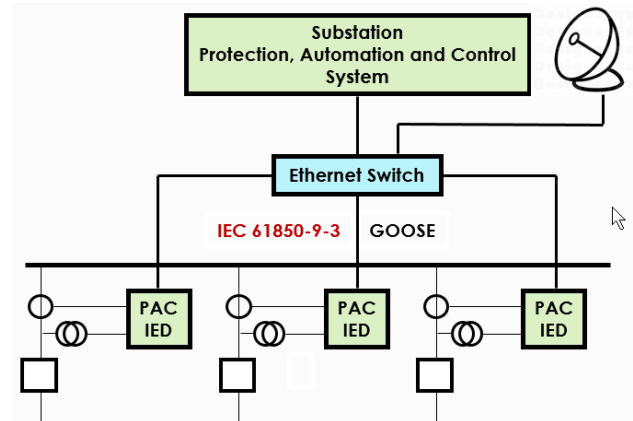 Substation
Protection, Automation and Control
System
Ethernet Switch
IEC 61850-9-3 GOOSE
PAC
IED
PAC
IED
PAC
IED